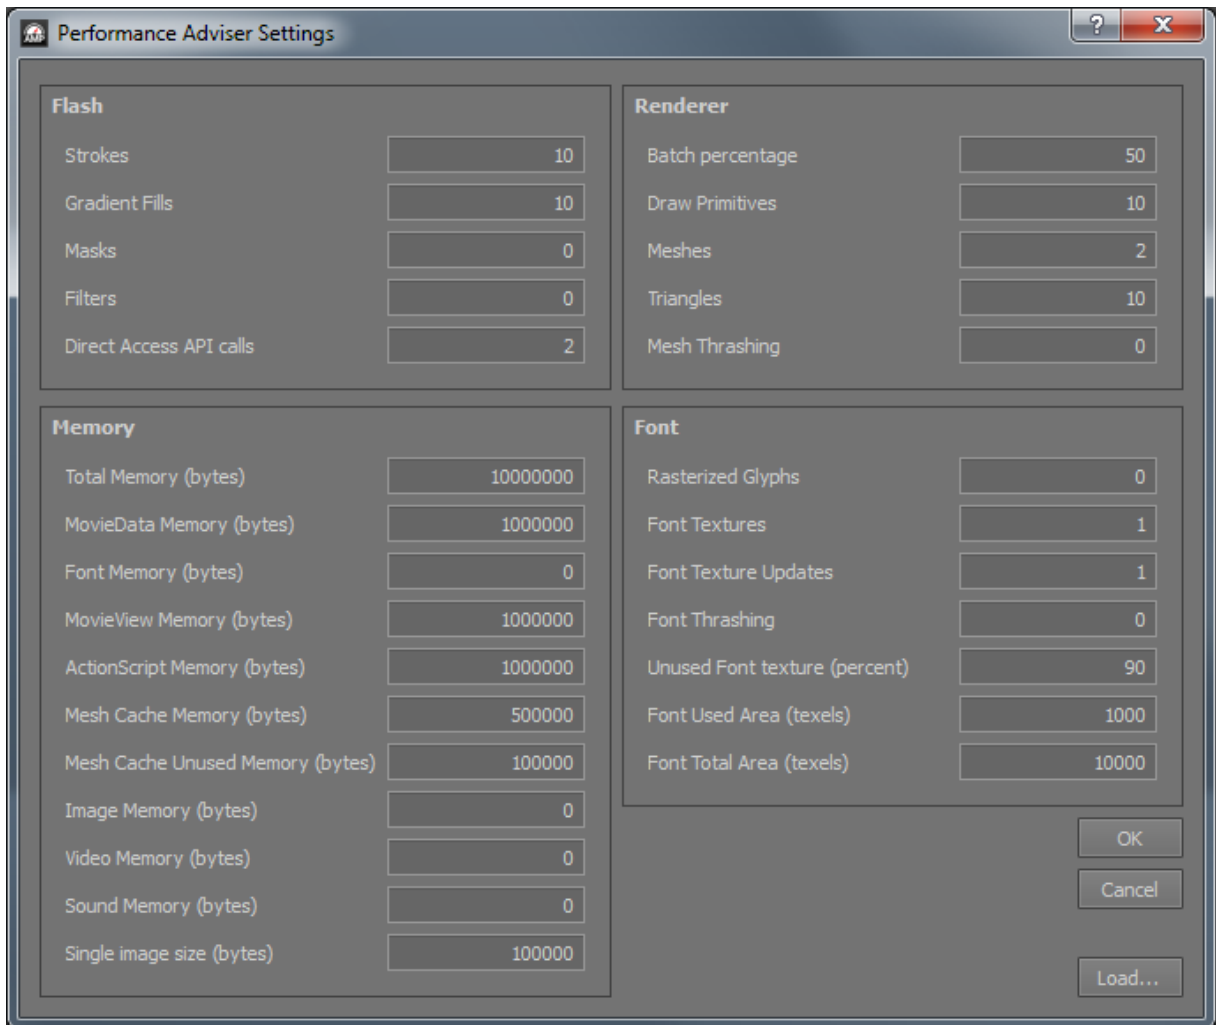 Performance Adviser Settings
?
X
Flash
Strokes 10
Gradient Fills 10
Masks 0
Filters 0
Direct Access API calls 2
Renderer
Batch percentage 50
Draw Primitives 10
Meshes 2
Triangles 10
Mesh Thrashing 0
Memory
Total Memory (bytes) 10000000
MovieData Memory (bytes) 1000000
Font Memory (bytes) 0
MovieView Memory (bytes) 1000000
ActionScript Memory (bytes) 1000000
Mesh Cache Memory (bytes) 500000
Mesh Cache Unused Memory (bytes) 100000
Image Memory (bytes) 0
Video Memory (bytes) 0
Sound Memory (bytes) 0
Single image size (bytes) 100000
Font
Rasterized Glyphs 0
Font Textures 1
Font Texture Updates 1
Font Thrashing 0
Unused Font texture (percent) 90
Font Used Area (texels) 1000
Font Total Area (texels) 10000
OK
Cancel
Load...